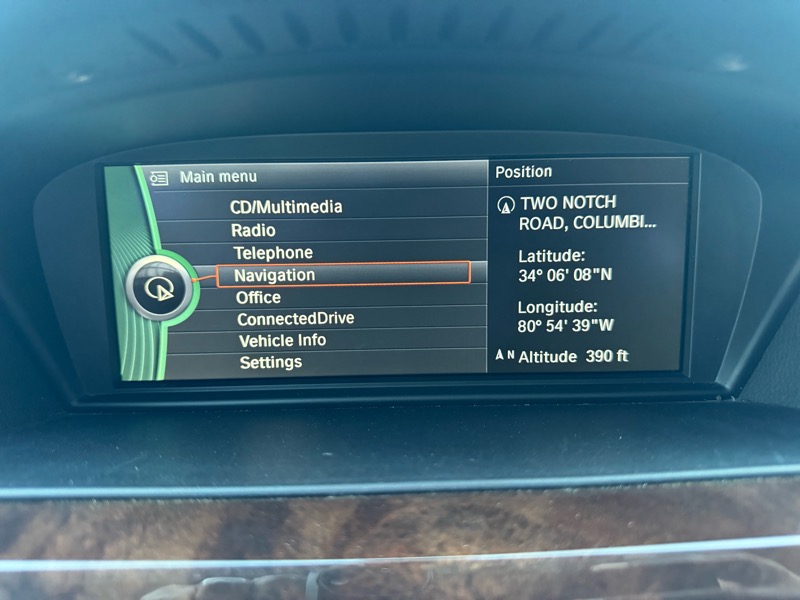 Main menu
CD/Multimedia
Radio
Telephone
Navigation
Office
ConnectedDrive
Vehicle Info
Settings
Position
TWO NOTCH
ROAD, COLUMBI...
Latitude:
34° 06' 08"N
Longitude:
80° 54' 39"W
N Altitude 390 ft